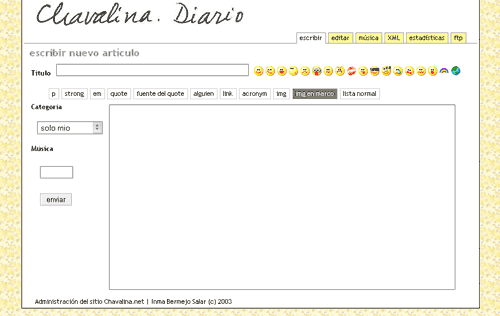 Chavalina. Diario
escribir editar música XML estadísticas ftp
escribir nuevo artículo
Título
p strong em quote fuente del quote alguien link acronym img img en marco lista normal
Categoría
solo mio
Música
enviar
Administración del sitio Chavalina.net | Inma Bermejo Salar (c) 2003